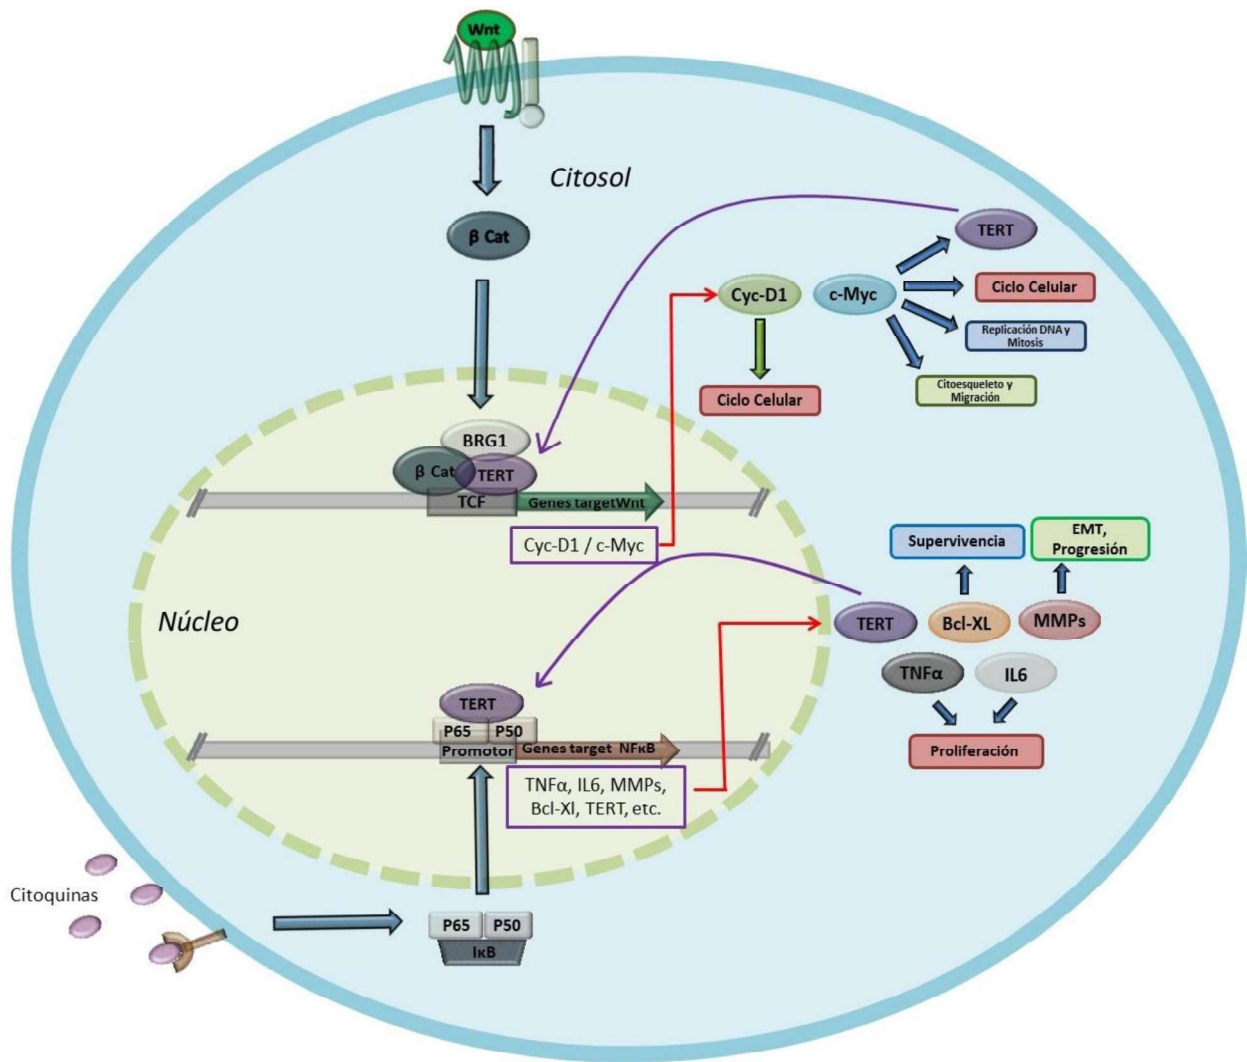 Wnt
Citosol
β Cat
TERT
Cyc-D1
c-Myc
Ciclo Celular
Replicación DNA y
Mitosis
Citoesqueleto y
Migración
Ciclo Celular
BRG1
β Cat
TERT
TCF
Genes targetWnt
Cyc-D1 / c-Myc
Supervivencia
EMT,
Progresión
Núcleo
TERT
Bcl-XL
MMPs
TNFα
IL6
Proliferación
TERT
P65
P50
Promotor
Genes target NFκB
TNFα, IL6, MMPs,
Bcl-Xl, TERT, etc.
Citoquinas
P65
P50
IκB